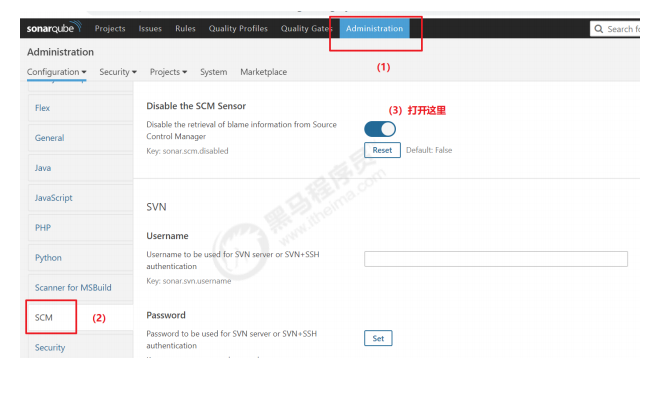 sonarqube Projects Issues Rules Quality Profiles Quality Gates Administration Search fo
Administration
Configuration Security Projects System Marketplace
(1)
Flex
General
Java
JavaScript
PHP
Python
Scanner for MSBuild
SCM
(2)
Security
Disable the SCM Sensor
(3) 打开这里
Disable the retrieval of blame information from Source
Control Manager
Key: sonar.scm.disabled
Reset Default: False
SVN
Username
Username to be used for SVN server or SVN+SSH
authentication
Key: sonar.svn.username
Password
Password to be used for SVN server or SVN+SSH
authentication
Set
黑马程序员
www.itheima.com